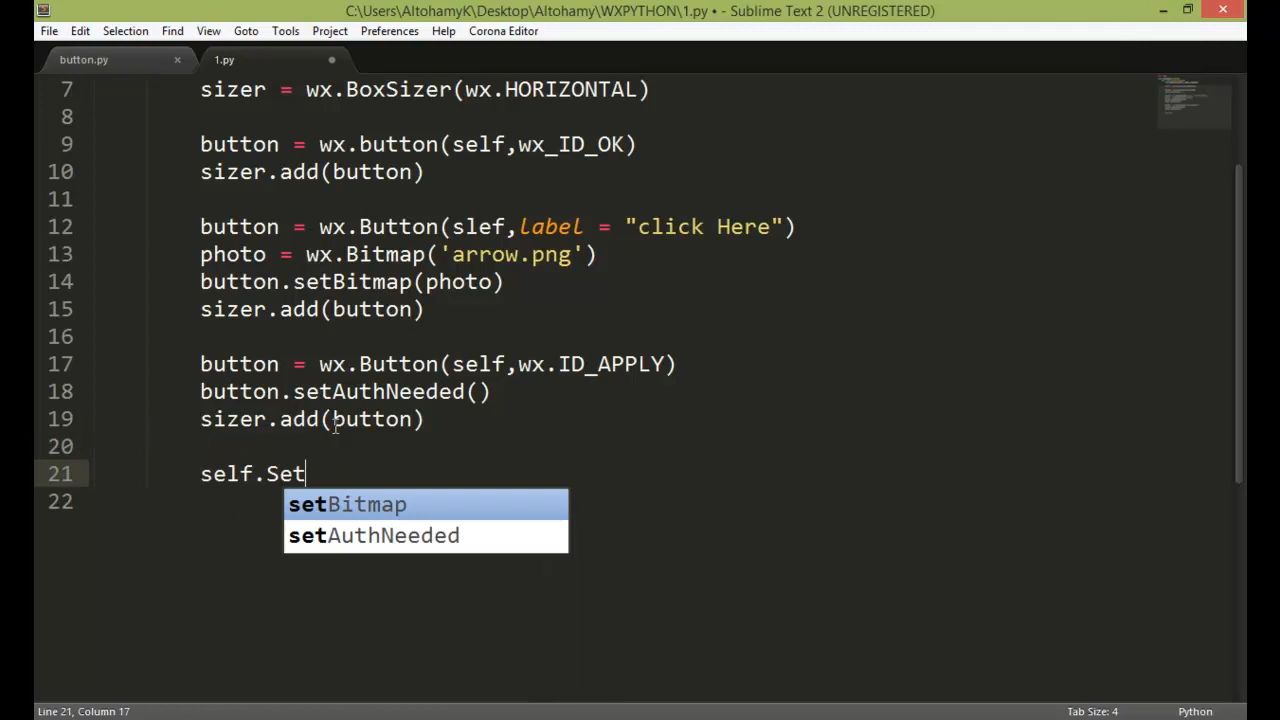 C:\Users\AltohamyK\Desktop\Altohamy\WXPYTHON\1.py • - Sublime Text 2 (UNREGISTERED)
File Edit Selection Find View Goto Tools Project Preferences Help Corona Editor
button.py 1.py
7 sizer = wx.BoxSizer(wx.HORIZONTAL)
8
9 button = wx.button(self,wx_ID_OK)
10 sizer.add(button)
11
12 button = wx.Button(slef,label = "click Here")
13 photo = wx.Bitmap('arrow.png')
14 button.setBitmap(photo)
15 sizer.add(button)
16
17 button = wx.Button(self,wx.ID_APPLY)
18 button.setAuthNeeded()
19 sizer.add(button)
20
21 self.Set
setBitmap
22
setAuthNeeded
Line 21, Column 17 Tab Size: 4 Python